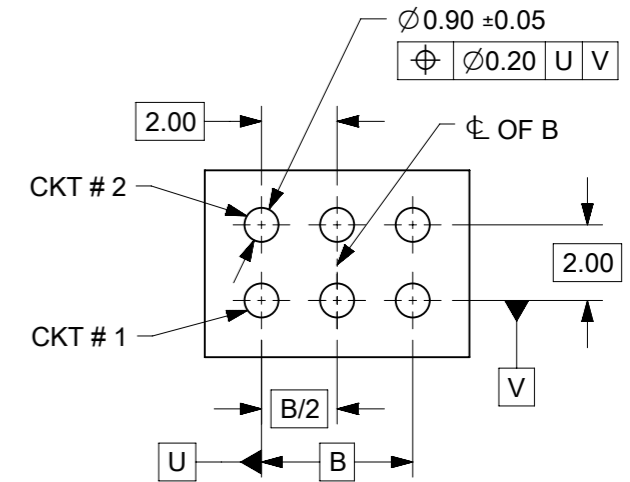 ∅0.90 ±0.05
⌖ ∅0.20 U V
2.00
℄ OF B
CKT # 2
2.00
CKT # 1
V
B/2
U B